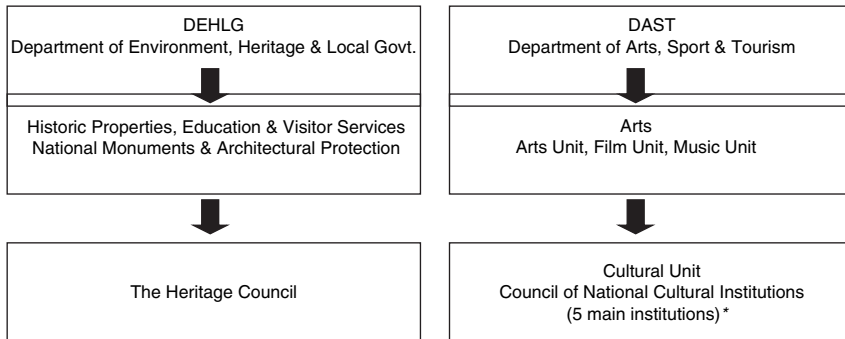 DEHLG
Department of Environment, Heritage & Local Govt.
Historic Properties, Education & Visitor Services
National Monuments & Architectural Protection
The Heritage Council
DAST
Department of Arts, Sport & Tourism
Arts
Arts Unit, Film Unit, Music Unit
Cultural Unit
Council of National Cultural Institutions
(5 main institutions)*